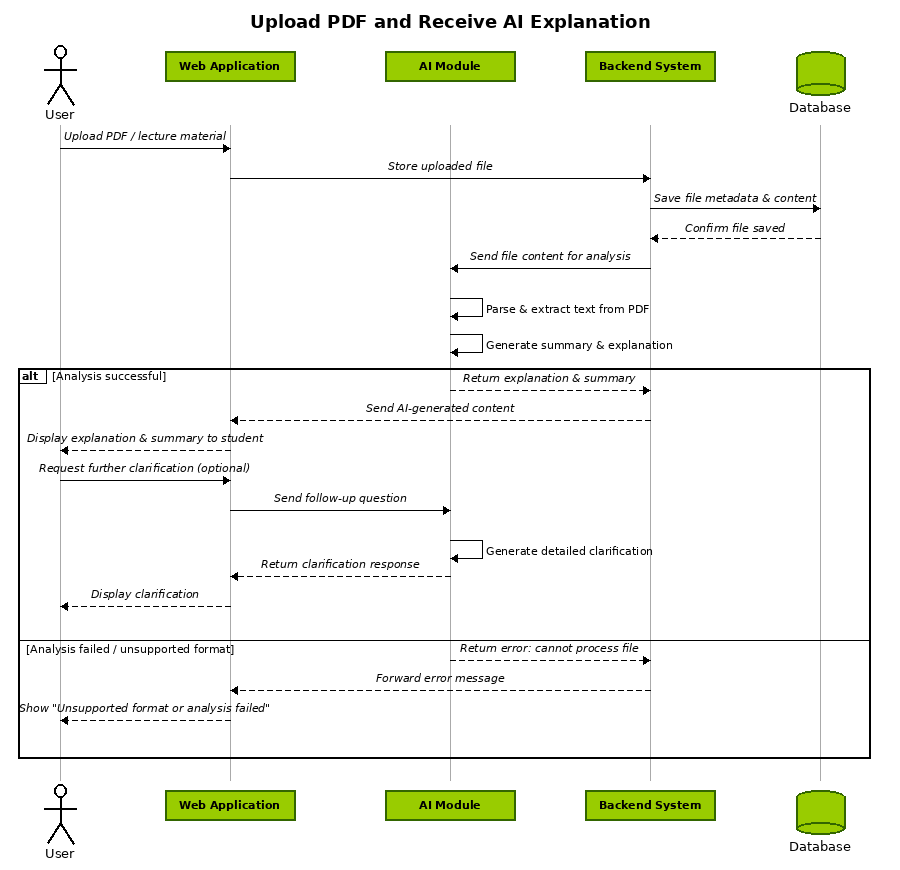 Upload PDF and Receive AI Explanation
User
Web Application
AI Module
Backend System
Database
Upload PDF / lecture material
Store uploaded file
Save file metadata & content
Confirm file saved
Send file content for analysis
Parse & extract text from PDF
Generate summary & explanation
alt
[Analysis successful]
Return explanation & summary
Send AI-generated content
Display explanation & summary to student
Request further clarification (optional)
Send follow-up question
Generate detailed clarification
Return clarification response
Display clarification
[Analysis failed / unsupported format]
Return error: cannot process file
Forward error message
Show "Unsupported format or analysis failed"
User
Web Application
AI Module
Backend System
Database